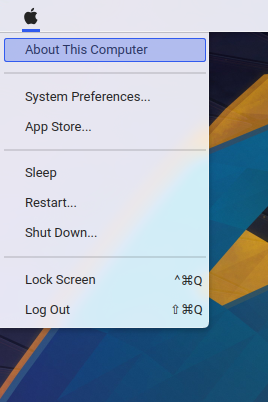 About This Computer
System Preferences...
App Store...
Sleep
Restart...
Shut Down...
Lock Screen ^⌘Q
Log Out ⇧⌘Q